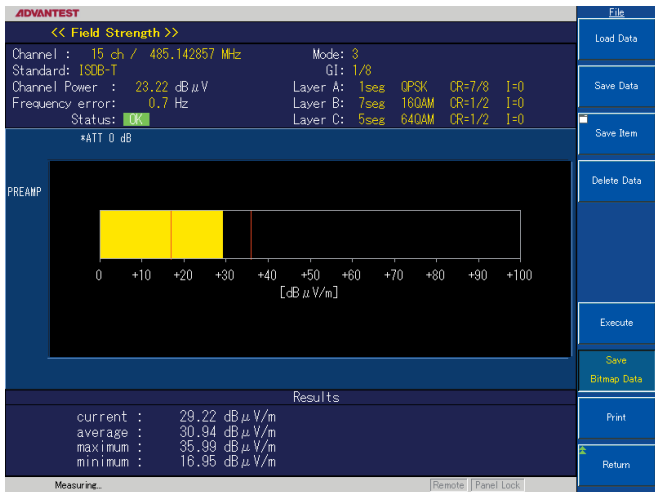 ADVANTEST
<< Field Strength >>
Channel : 15 ch / 485.142857 MHz Mode: 3
Standard: ISDB-T GI: 1/8
Channel Power : 23.22 dBμV Layer A: 1seg QPSK CR=7/8 I=0
Frequency error: 0.7 Hz Layer B: 7seg 16QAM CR=1/2 I=0
Status: OK Layer C: 5seg 64QAM CR=1/2 I=0
*ATT 0 dB
PREAMP
0 +10 +20 +30 +40 +50 +60 +70 +80 +90 +100
[dBμV/m]
Results
current : 29.22 dBμV/m
average : 30.94 dBμV/m
maximum : 35.99 dBμV/m
minimum : 16.95 dBμV/m
Measuring...
Remote Panel Lock
File
Load Data
Save Data
Save Item
Delete Data
Execute
Save
Bitmap Data
Print
Return